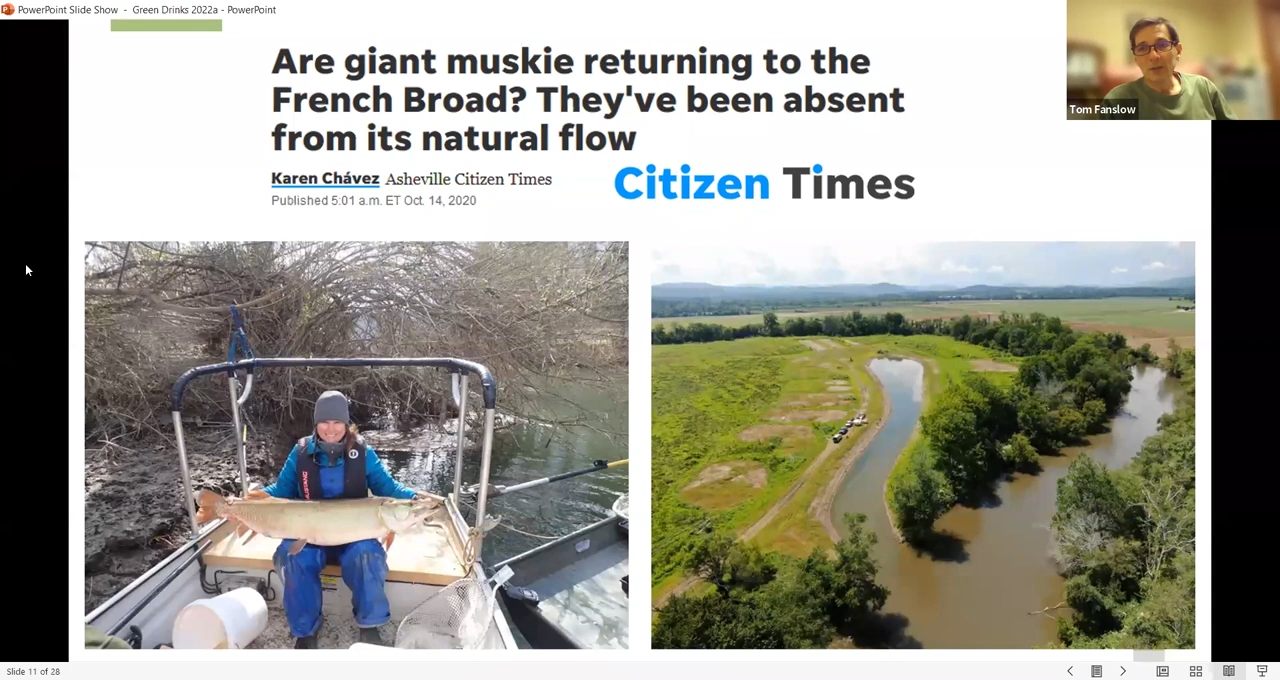 PowerPoint Slide Show - Green Drinks 2022a - PowerPoint
Are giant muskie returning to the
French Broad? They've been absent
from its natural flow
Karen Chávez Asheville Citizen Times
Published 5:01 a.m. ET Oct. 14, 2020
Citizen Times
Tom Fanslow
MUSTANG
Slide 11 of 28